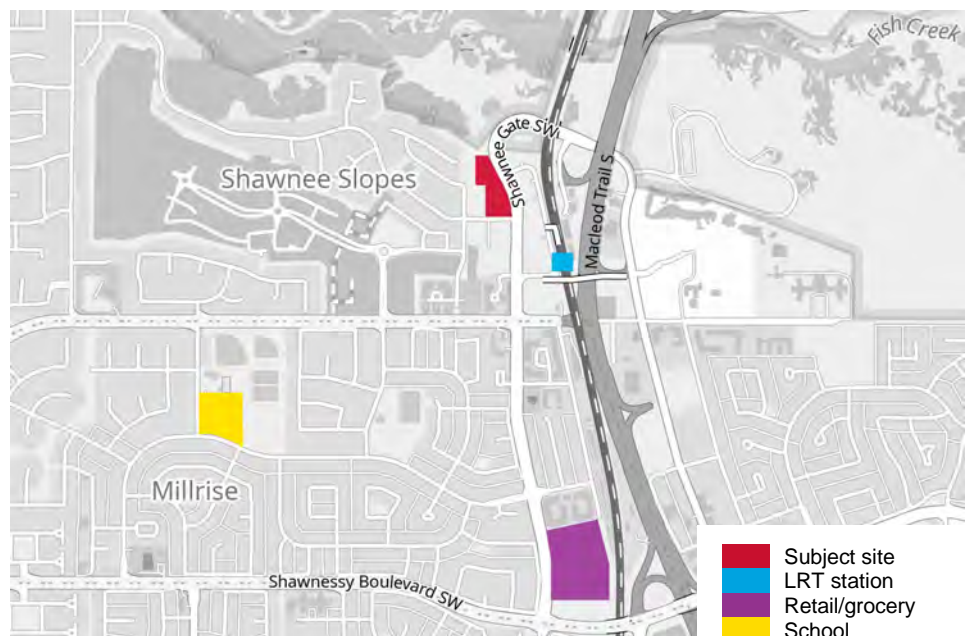 Fish Creek
Shawnee Gate SW
Shawnee Slopes
Macleod Trail S
Millrise
Shawnessy Boulevard SW
Subject site
LRT station
Retail/grocery
School